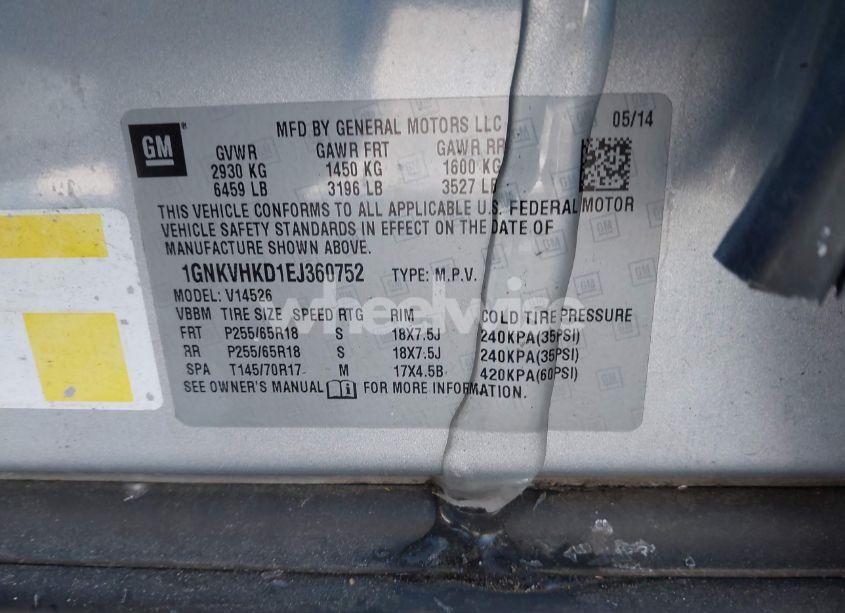 GM
MFD BY GENERAL MOTORS LLC
05/14
GVWR GAWR FRT GAWR RR
2930 KG 1450 KG 1600 KG
6459 LB 3196 LB 3527 LB
THIS VEHICLE CONFORMS TO ALL APPLICABLE U.S. FEDERAL MOTOR
VEHICLE SAFETY STANDARDS IN EFFECT ON THE DATE OF
MANUFACTURE SHOWN ABOVE.
1GNKVHKD1EJ360752 TYPE: M.P.V.
MODEL: V14526
wheelwire
VBBM TIRE SIZE SPEED RTG RIM COLD TIRE PRESSURE
FRT P255/65R18 S 18X7.5J 240KPA(35PSI)
RR P255/65R18 S 18X7.5J 240KPA(35PSI)
SPA T145/70R17 M 17X4.5B 420KPA(60PSI)
SEE OWNER'S MANUAL FOR MORE INFORMATION.